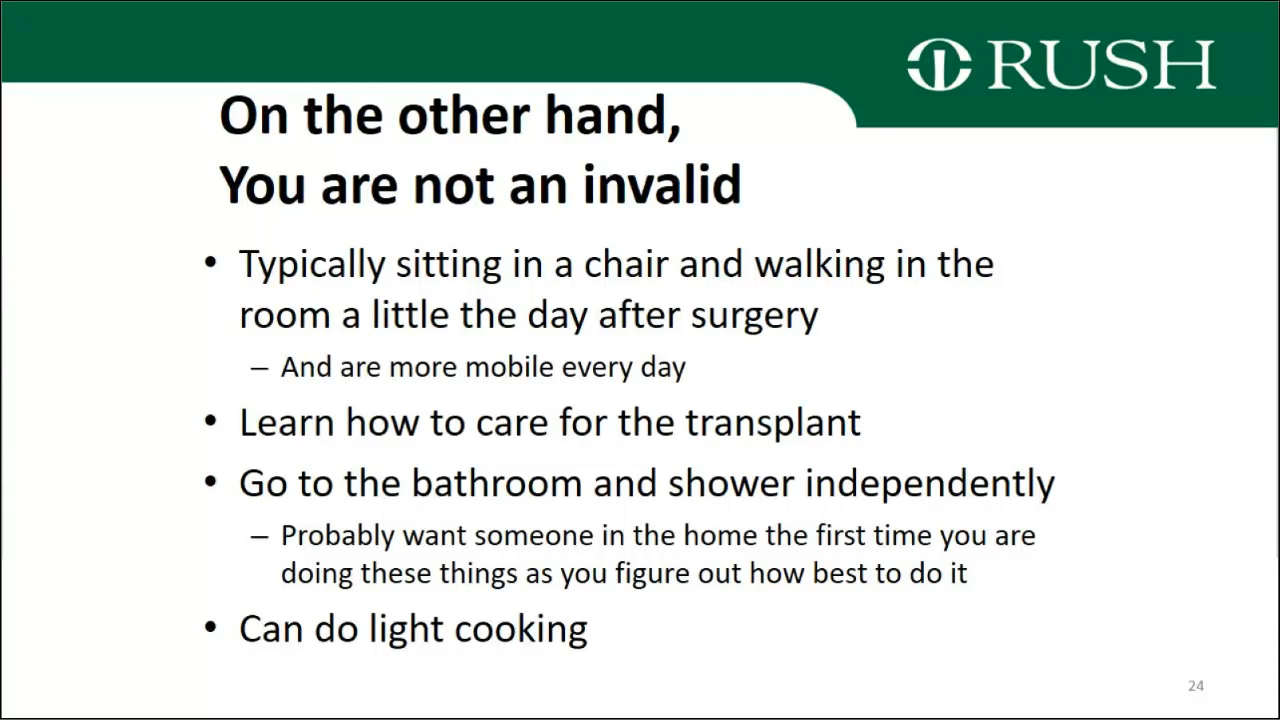 RUSH
On the other hand,
You are not an invalid
• Typically sitting in a chair and walking in the
room a little the day after surgery
– And are more mobile every day
• Learn how to care for the transplant
• Go to the bathroom and shower independently
– Probably want someone in the home the first time you are
doing these things as you figure out how best to do it
• Can do light cooking
24